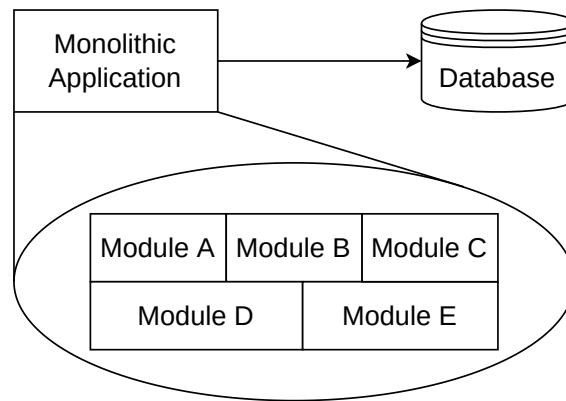 Monolithic
Application
Database
Module A
Module B
Module C
Module D
Module E